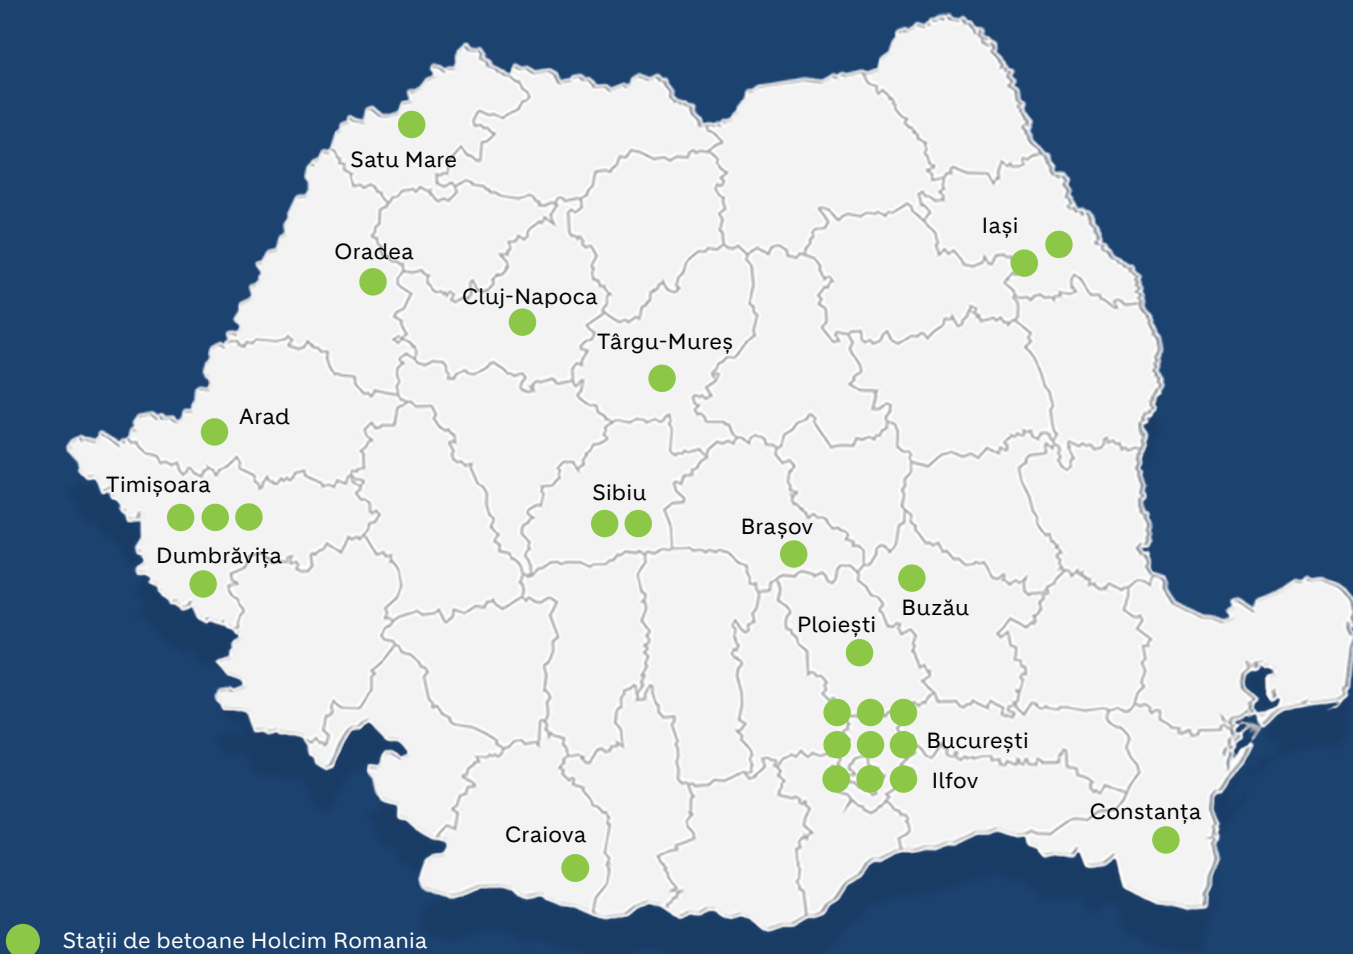 Satu Mare
Iași
Oradea
Cluj-Napoca
Târgu-Mureș
Arad
Timișoara
Sibiu
Brașov
Dumbrăvița
Buzău
Ploiești
București
Ilfov
Constanța
Craiova
Stații de betoane Holcim Romania